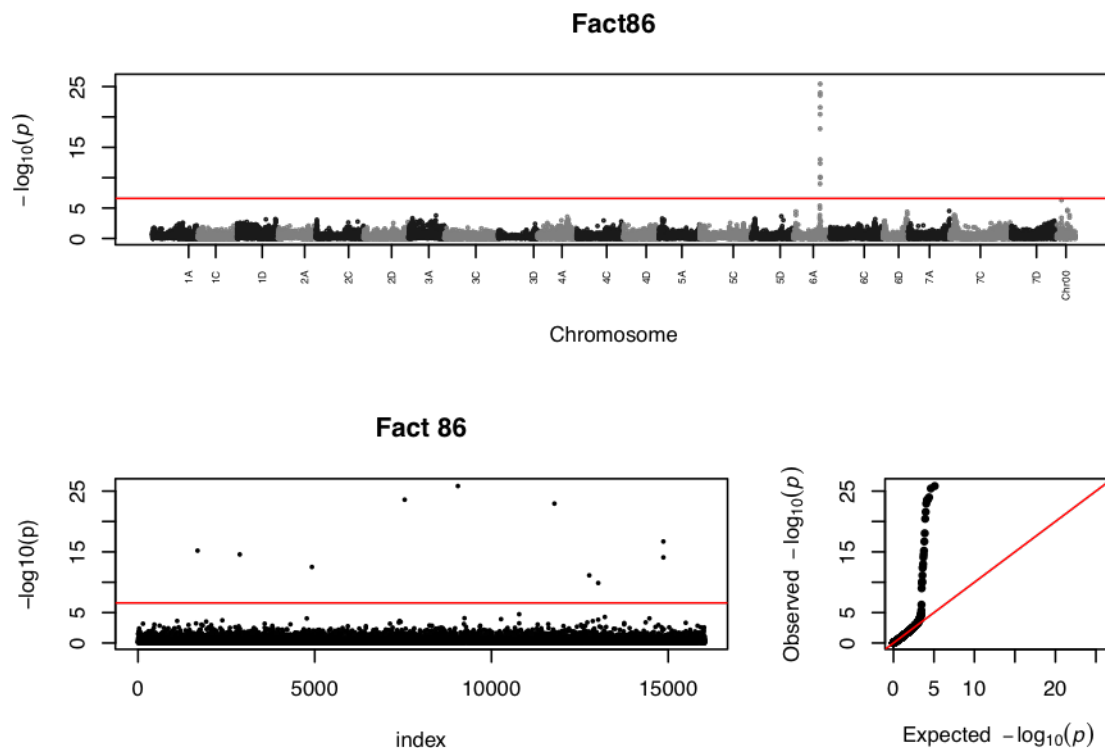 Fact86
−log10(p)
25
15
5
0
1A 1C 1D 2A 2C 2D 3A 3C 3D 4A 4C 4D 5A 5C 5D 6A 6C 6D 7A 7C 7D Chr00
Chromosome
Fact 86
−log10(p)
25
15
5
0
0 5000 10000 15000
index
Observed −log10(p)
25
15
5
0
0 5 10 20
Expected −log10(p)